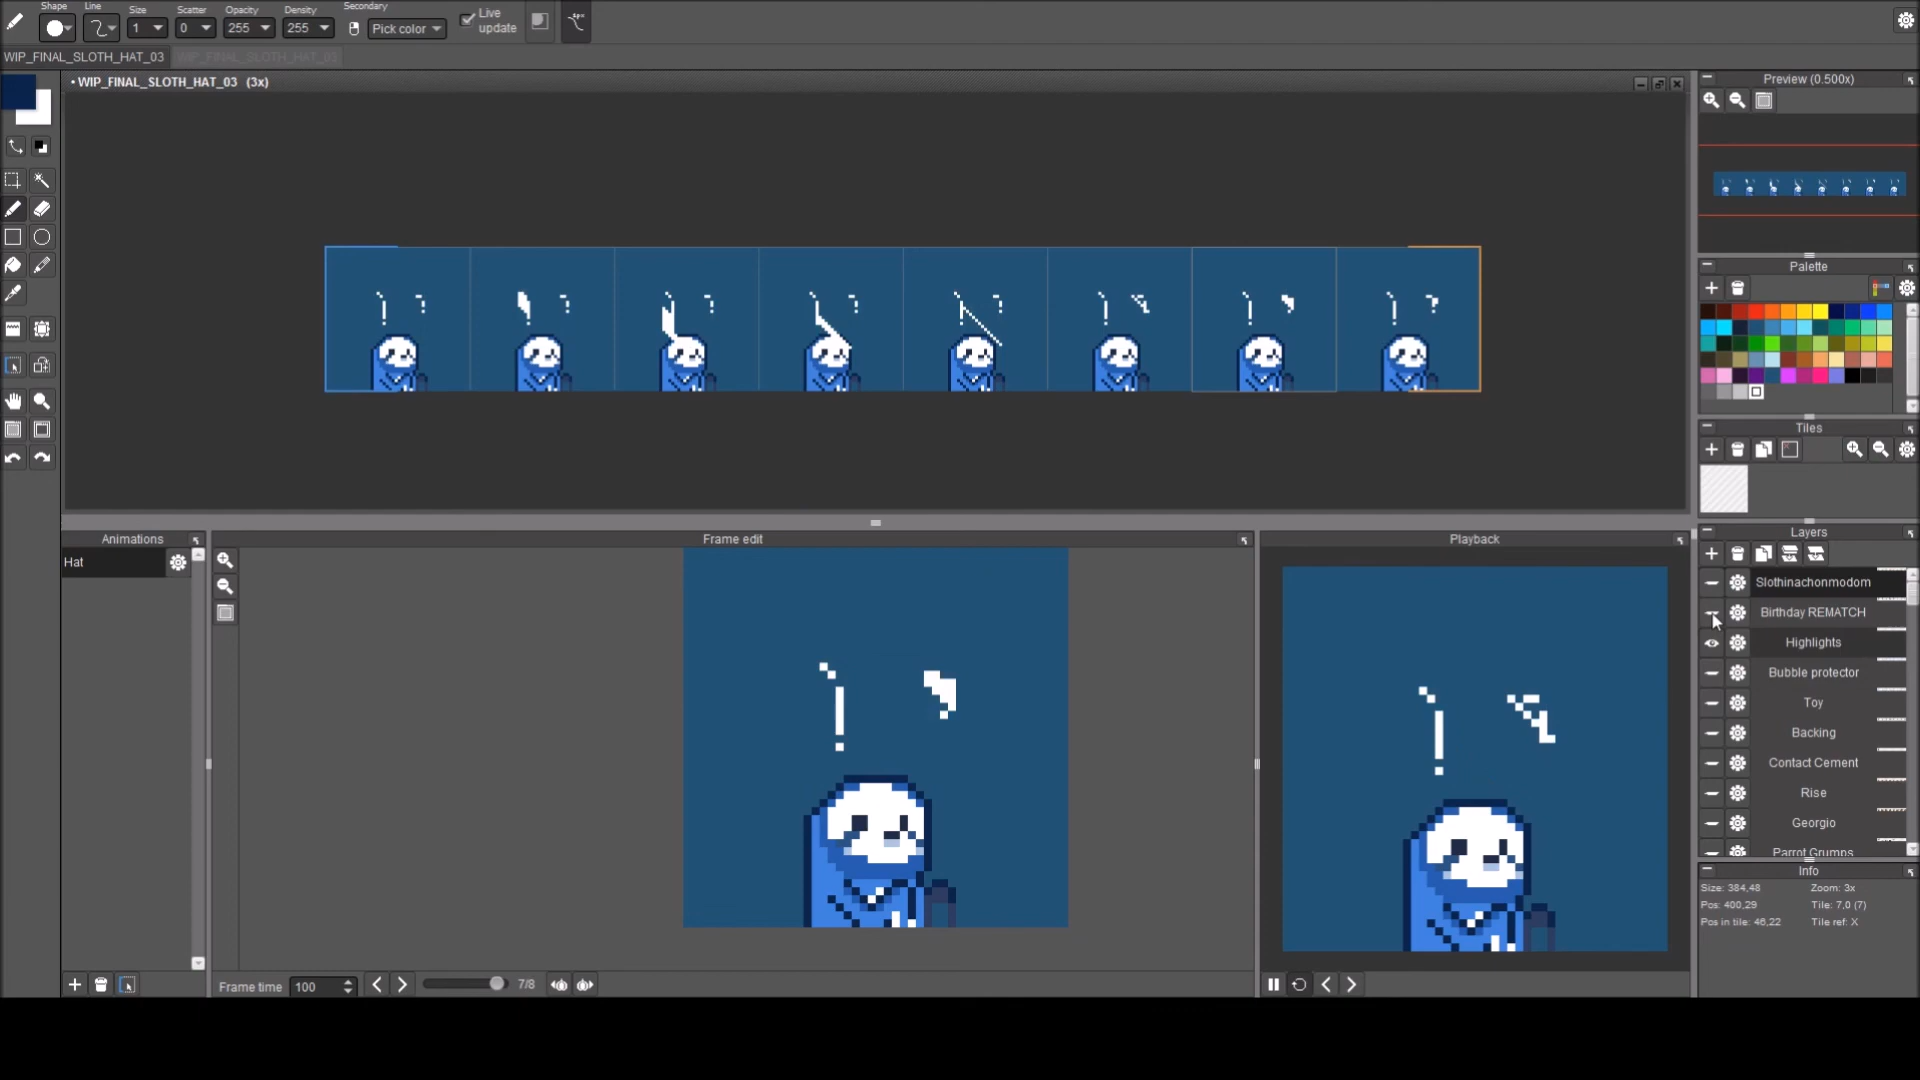 Shape Line Size Scatter Opacity Density Secondary
1 0 255 255 Pick color Live update
WIP_FINAL_SLOTH_HAT_03 WIP_FINAL_SLOTH_HAT_03
• WIP_FINAL_SLOTH_HAT_03 (3x)
Preview (0.500x)
Palette
Tiles
Animations
Hat
Frame edit
Playback
Layers
Slothinachonmodom
Birthday REMATCH
Highlights
Bubble protector
Toy
Backing
Contact Cement
Rise
Georgio
Parrot Grumps
Info
Size: 384,48 Zoom: 3x
Pos: 400,29 Tile: 7,0 (7)
Pos in tile: 46,22 Tile ref: X
Frame time 100 7/8